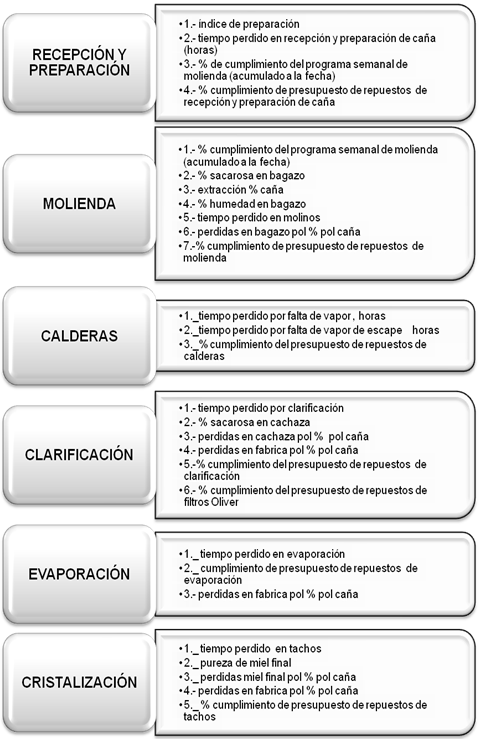 RECEPCIÓN Y
PREPARACIÓN
•1.- índice de preparación
•2.- tiempo perdido en recepción y preparación de caña
(horas)
•3.- % de cumplimiento del programa semanal de
molienda (acumulado a la fecha)
•4.- % cumplimiento de presupuesto de repuestos de
recepción y preparación de caña
MOLIENDA
•1.- % cumplimiento del programa semanal de molienda
(acumulado a la fecha)
•2.- % sacarosa en bagazo
•3.- extracción % caña
•4.- % humedad en bagazo
•5.- tiempo perdido en molinos
•6.- perdidas en bagazo pol % pol caña
•7.-% cumplimiento de presupuesto de repuestos de
molienda
CALDERAS
•1._tiempo perdido por falta de vapor , horas
•2._tiempo perdido por falta de vapor de escape horas
•3._% cumplimiento del presupuesto de repuestos de
calderas
CLARIFICACIÓN
•1.- tiempo perdido por clarificación
•2.- % sacarosa en cachaza
•3.- perdidas en cachaza pol % pol caña
•4.- perdidas en fabrica pol % pol caña
•5.-% cumplimiento del presupuesto de repuestos de
clarificación
•6.- % cumplimiento del presupuesto de repuestos de
filtros Oliver
EVAPORACIÓN
•1._ tiempo perdido en evaporación
•2._ cumplimiento de presupuesto de repuestos de
evaporación
•3.- perdidas en fabrica pol % pol caña
CRISTALIZACIÓN
•1._ tiempo perdido en tachos
•2._ pureza de miel final
•3._ perdidas miel final pol % pol caña
•4.- perdidas en fabrica pol % pol caña
•5._ % cumplimiento de presupuesto de repuestos de
tachos